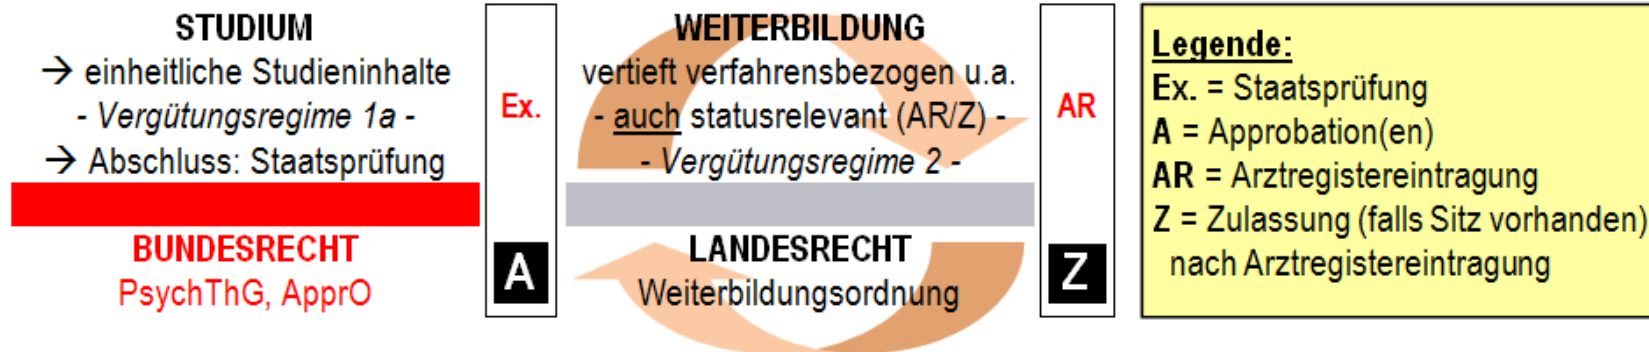 STUDIUM
→ einheitliche Studieninhalte
- Vergütungsregime 1a -
→ Abschluss: Staatsprüfung
BUNDESRECHT
PsychThG, ApprO
Ex.
A
WEITERBILDUNG
vertieft verfahrensbezogen u.a.
- auch statusrelevant (AR/Z) -
- Vergütungsregime 2 -
LANDESRECHT
Weiterbildungsordnung
AR
Z
Legende:
Ex. = Staatsprüfung
A = Approbation(en)
AR = Arztregistereintragung
Z = Zulassung (falls Sitz vorhanden)
nach Arztregistereintragung